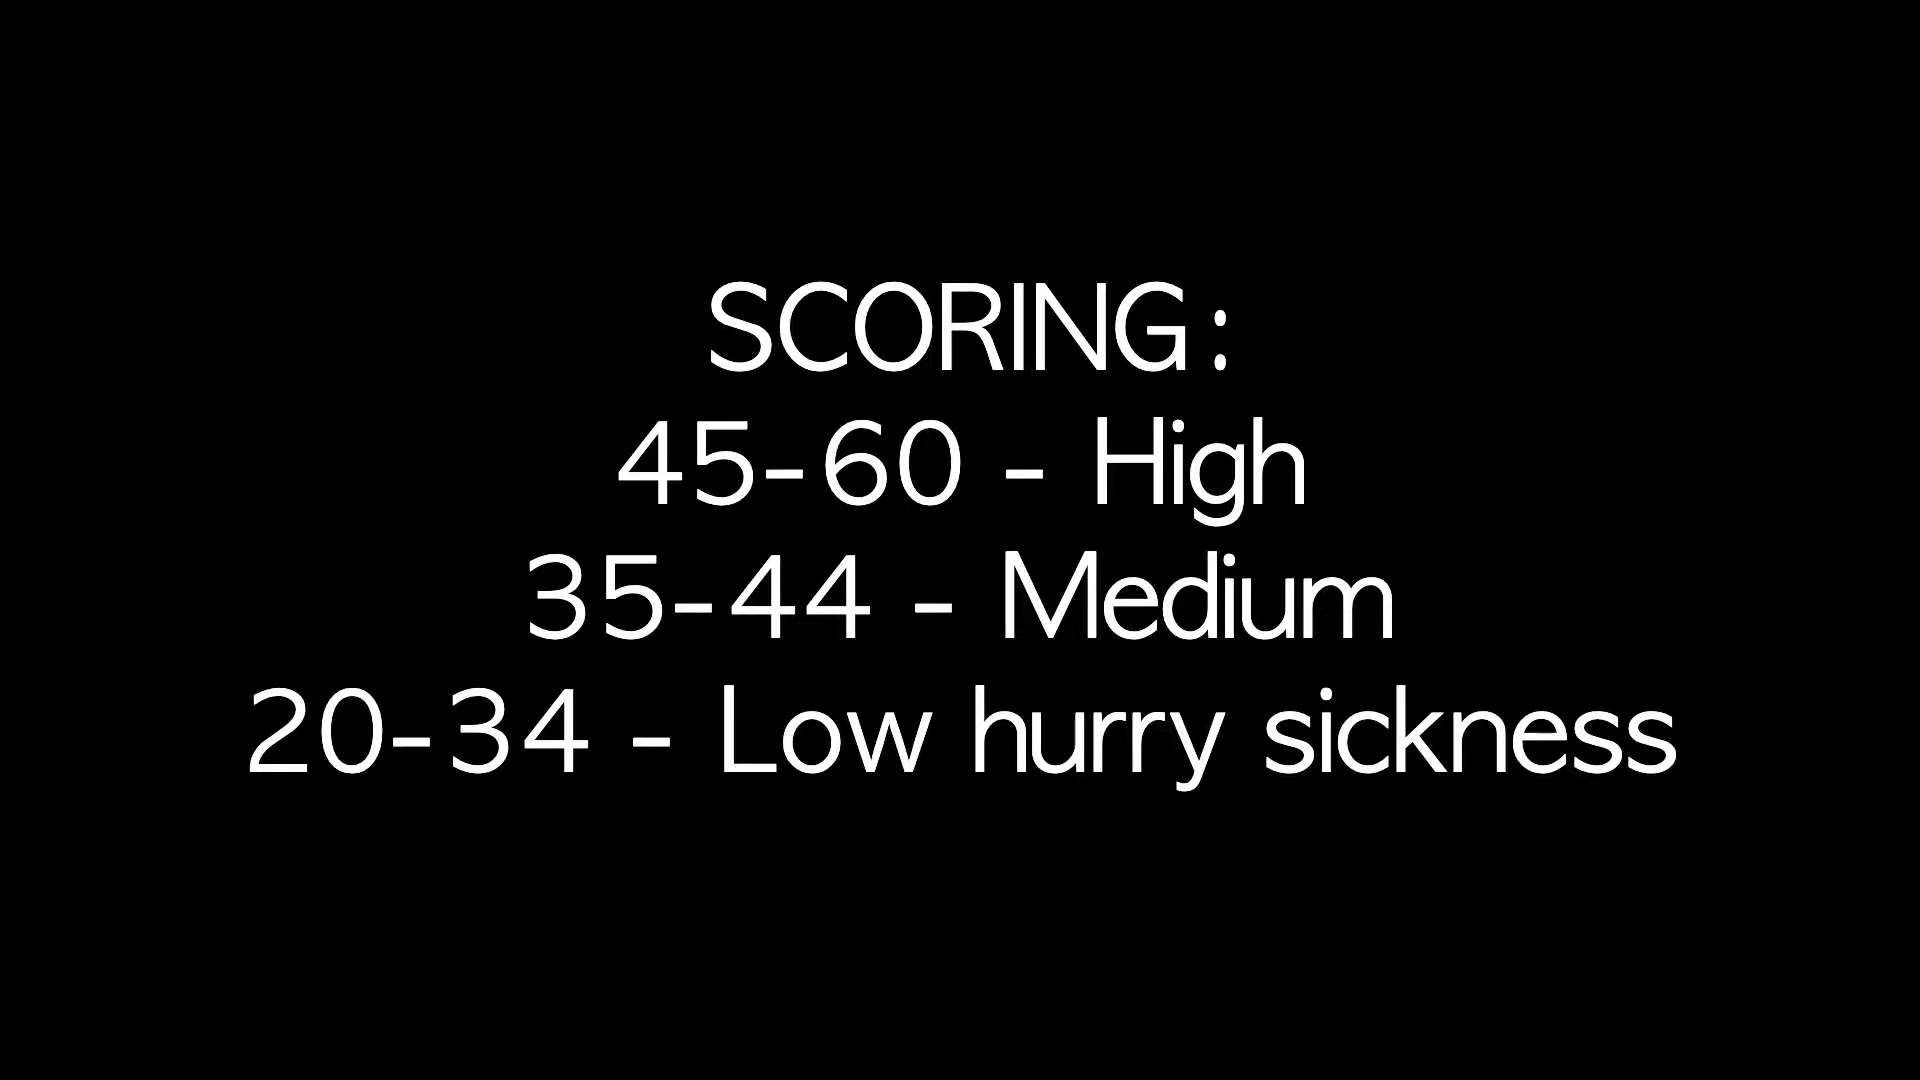 SCORING:
45-60 - High
35-44 - Medium
20-34 - Low hurry sickness